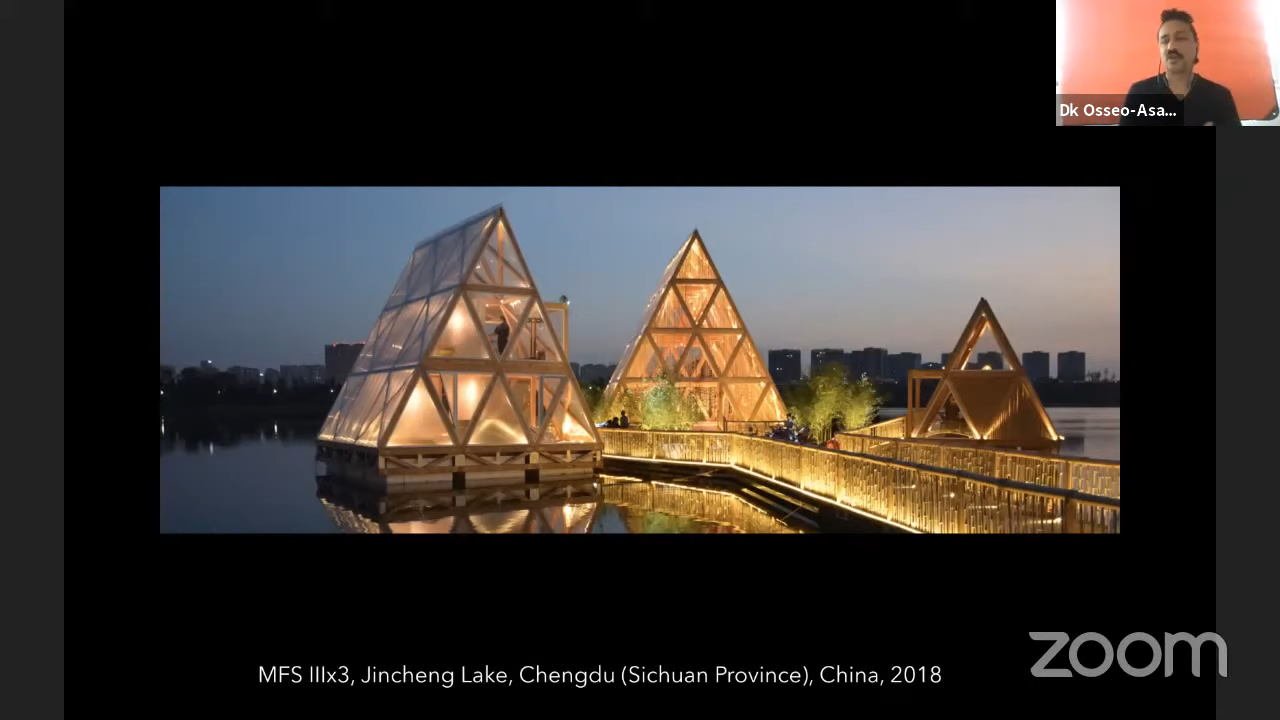 Dk Osseo-Asa...
MFS IIIx3, Jincheng Lake, Chengdu (Sichuan Province), China, 2018
zoom